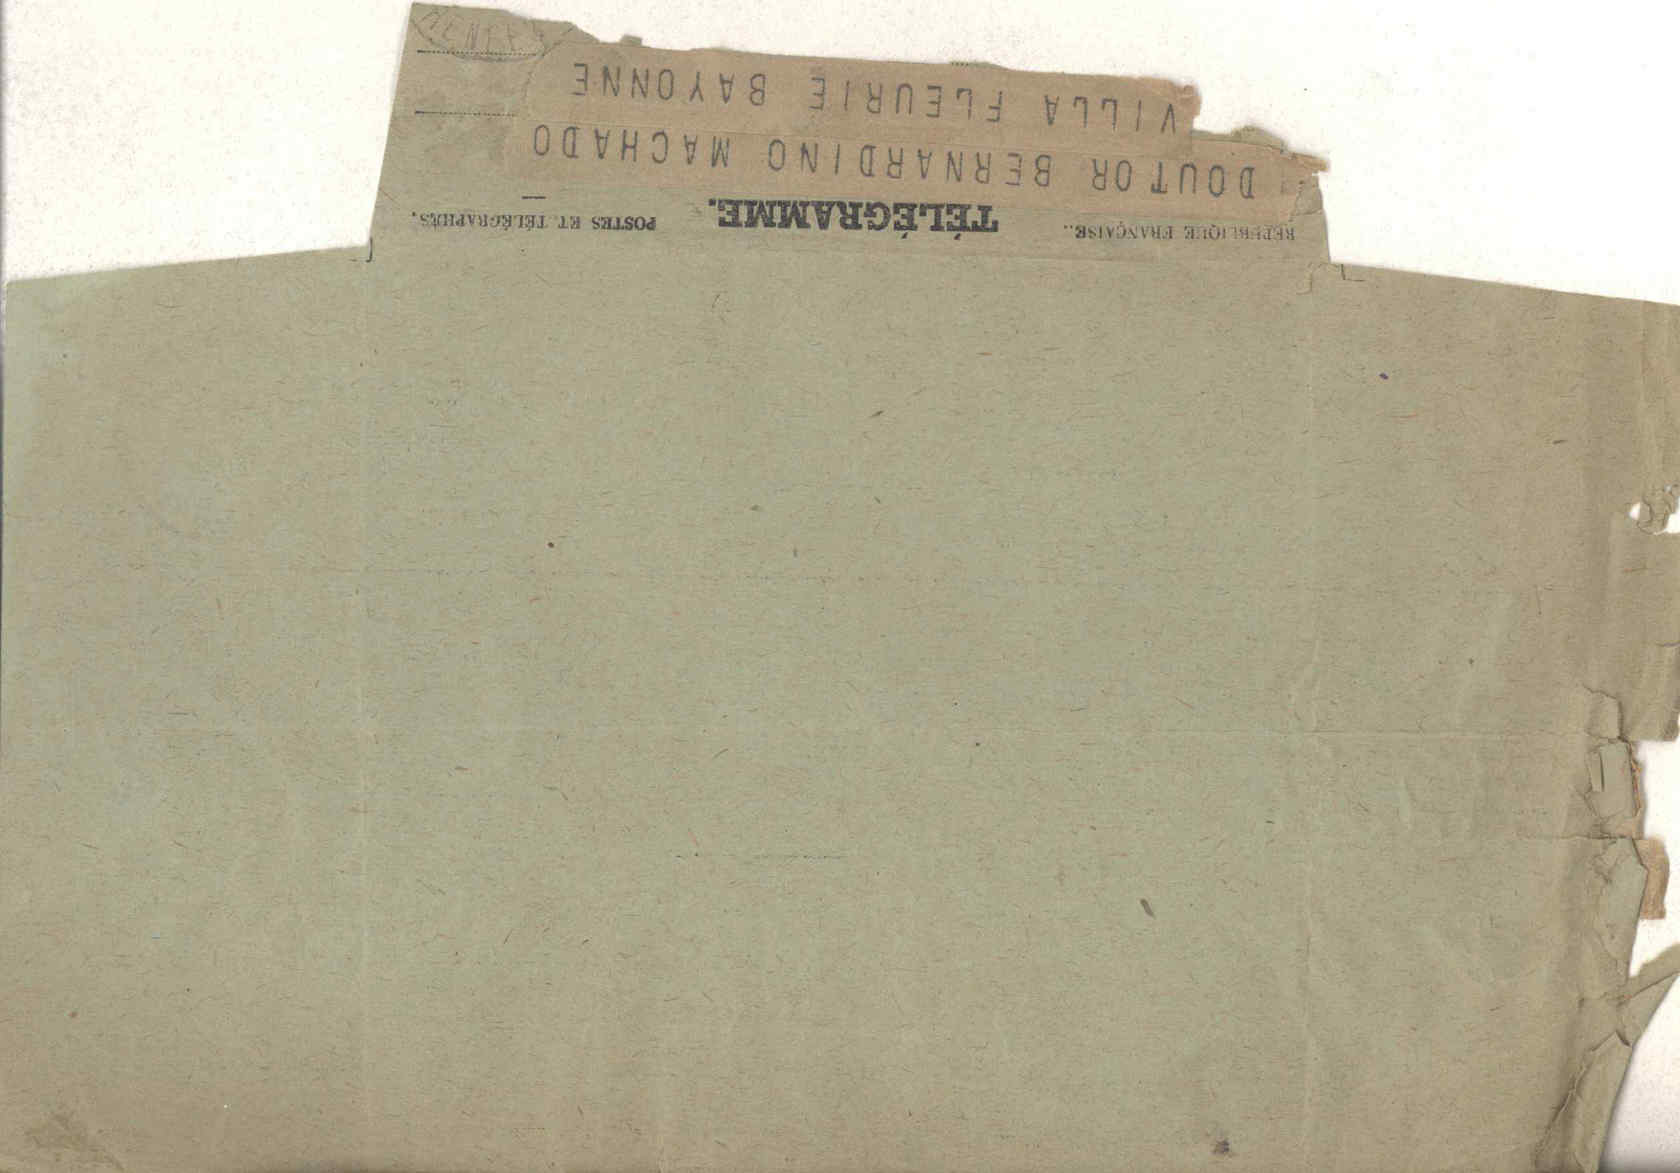 RÉPUBLIQUE FRANÇAISE. TÉLÉGRAMME. POSTES ET TÉLÉGRAPHES.
DOUTOR BERNARDINO MACHADO
VILLA FLEURIE BAYONNE